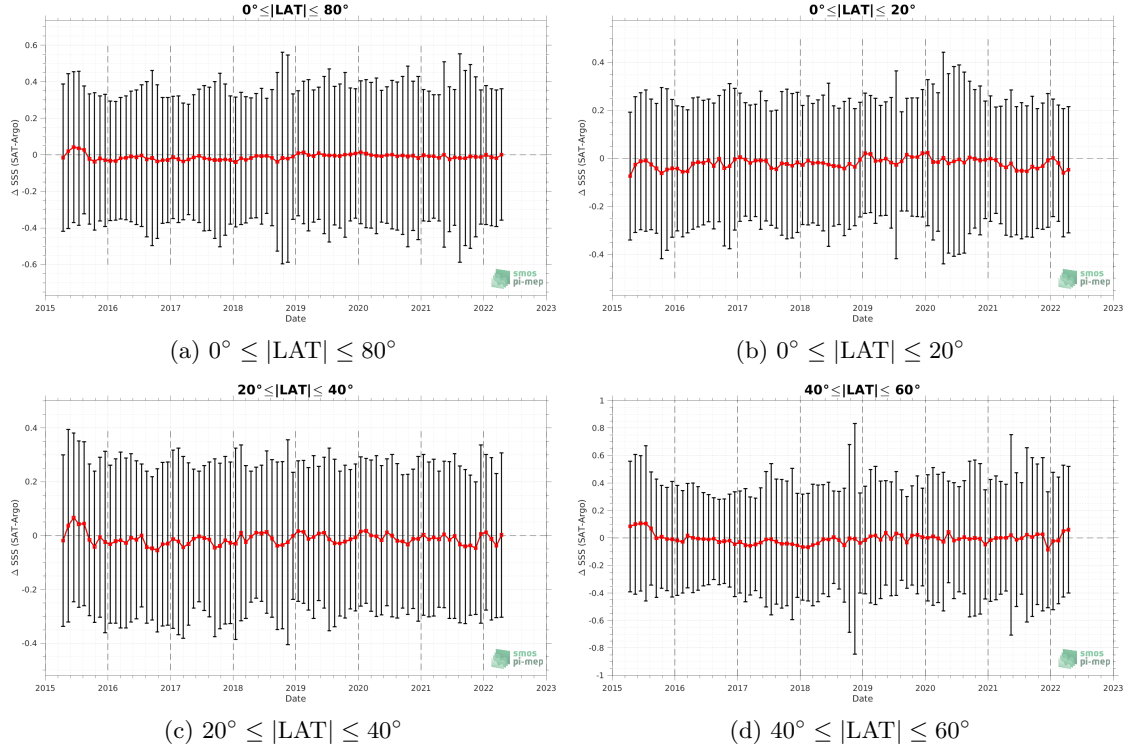 0°≤|LAT|≤ 80°
Δ SSS (SAT-Argo)
0.6
0.4
0.2
0
-0.2
-0.4
-0.6
2015 2016 2017 2018 2019 2020 2021 2022 2023
Date
smos
pi-mep
(a) 0° ≤ |LAT| ≤ 80°
0°≤|LAT|≤ 20°
Δ SSS (SAT-Argo)
0.4
0.2
0
-0.2
-0.4
2015 2016 2017 2018 2019 2020 2021 2022 2023
Date
smos
pi-mep
(b) 0° ≤ |LAT| ≤ 20°
20°≤|LAT|≤ 40°
Δ SSS (SAT-Argo)
0.4
0.2
0
-0.2
-0.4
2015 2016 2017 2018 2019 2020 2021 2022 2023
Date
smos
pi-mep
(c) 20° ≤ |LAT| ≤ 40°
40°≤|LAT|≤ 60°
Δ SSS (SAT-Argo)
1
0.8
0.6
0.4
0.2
0
-0.2
-0.4
-0.6
-0.8
-1
2015 2016 2017 2018 2019 2020 2021 2022 2023
Date
smos
pi-mep
(d) 40° ≤ |LAT| ≤ 60°